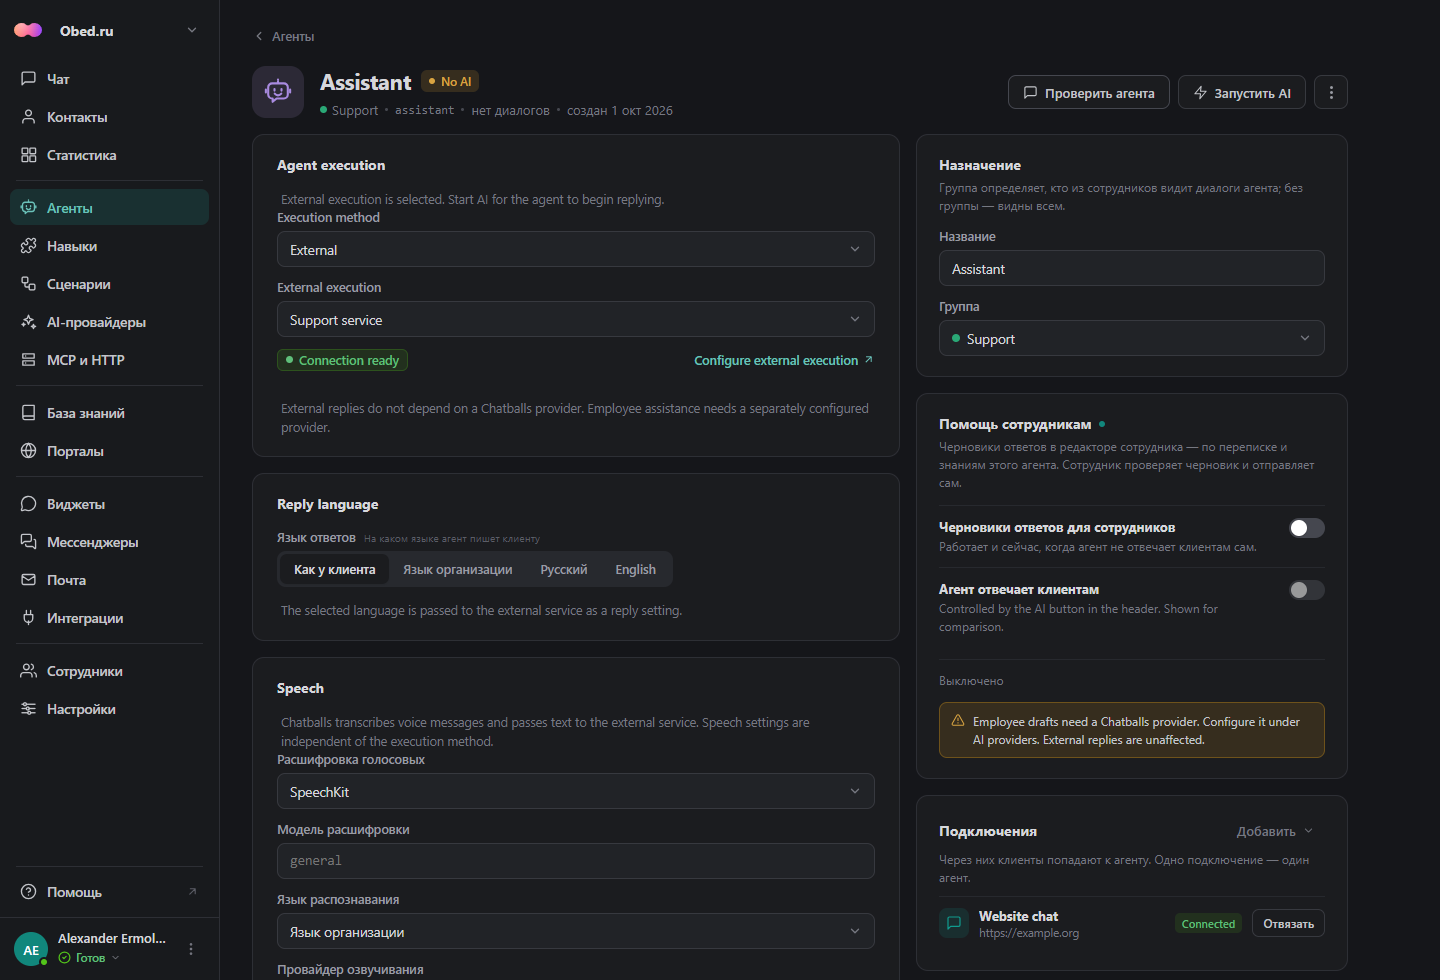 Obed.ru
Чат
Контакты
Статистика
Агенты
Навыки
Сценарии
AI-провайдеры
MCP и HTTP
База знаний
Порталы
Виджеты
Мессенджеры
Почта
Интеграции
Сотрудники
Настройки
Помощь
AE
Alexander Ermol...
Готов
Агенты
Assistant
No AI
Support • assistant • нет диалогов • создан 1 окт 2026
Проверить агента
Запустить AI
Agent execution
External execution is selected. Start AI for the agent to begin replying.
Execution method
External
External execution
Support service
Connection ready
Configure external execution
External replies do not depend on a Chatballs provider. Employee assistance needs a separately configured
provider.
Reply language
Язык ответов На каком языке агент пишет клиенту
Как у клиента
Язык организации
Русский
English
The selected language is passed to the external service as a reply setting.
Speech
Chatballs transcribes voice messages and passes text to the external service. Speech settings are
independent of the execution method.
Расшифровка голосовых
SpeechKit
Модель расшифровки
general
Язык распознавания
Язык организации
Провайдер озвучивания
Назначение
Группа определяет, кто из сотрудников видит диалоги агента; без
группы — видны всем.
Название
Assistant
Группа
Support
Помощь сотрудникам
Черновики ответов в редакторе сотрудника — по переписке и
знаниям этого агента. Сотрудник проверяет черновик и отправляет
сам.
Черновики ответов для сотрудников
Работает и сейчас, когда агент не отвечает клиентам сам.
Агент отвечает клиентам
Controlled by the AI button in the header. Shown for
comparison.
Выключено
Employee drafts need a Chatballs provider. Configure it under
AI providers. External replies are unaffected.
Подключения
Добавить
Через них клиенты попадают к агенту. Одно подключение — один
агент.
Website chat
https://example.org
Connected
Отвязать